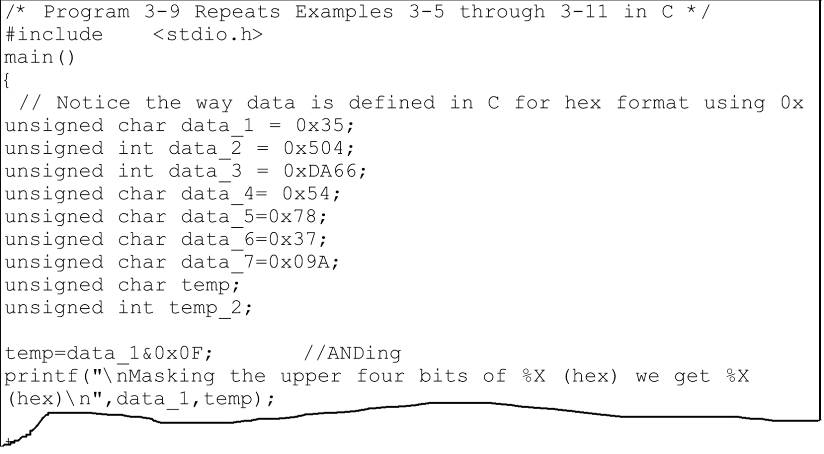 /* Program 3-9 Repeats Examples 3-5 through 3-11 in C */
#include    <stdio.h>
main()
{
 // Notice the way data is defined in C for hex format using 0x
unsigned char data_1 = 0x35;
unsigned int data_2 = 0x504;
unsigned int data_3 = 0xDA66;
unsigned char data_4= 0x54;
unsigned char data_5=0x78;
unsigned char data_6=0x37;
unsigned char data_7=0x09A;
unsigned char temp;
unsigned int temp_2;

temp=data_1&0x0F;        //ANDing
printf("\nMasking the upper four bits of %X (hex) we get %X
(hex)\n",data_1,temp);